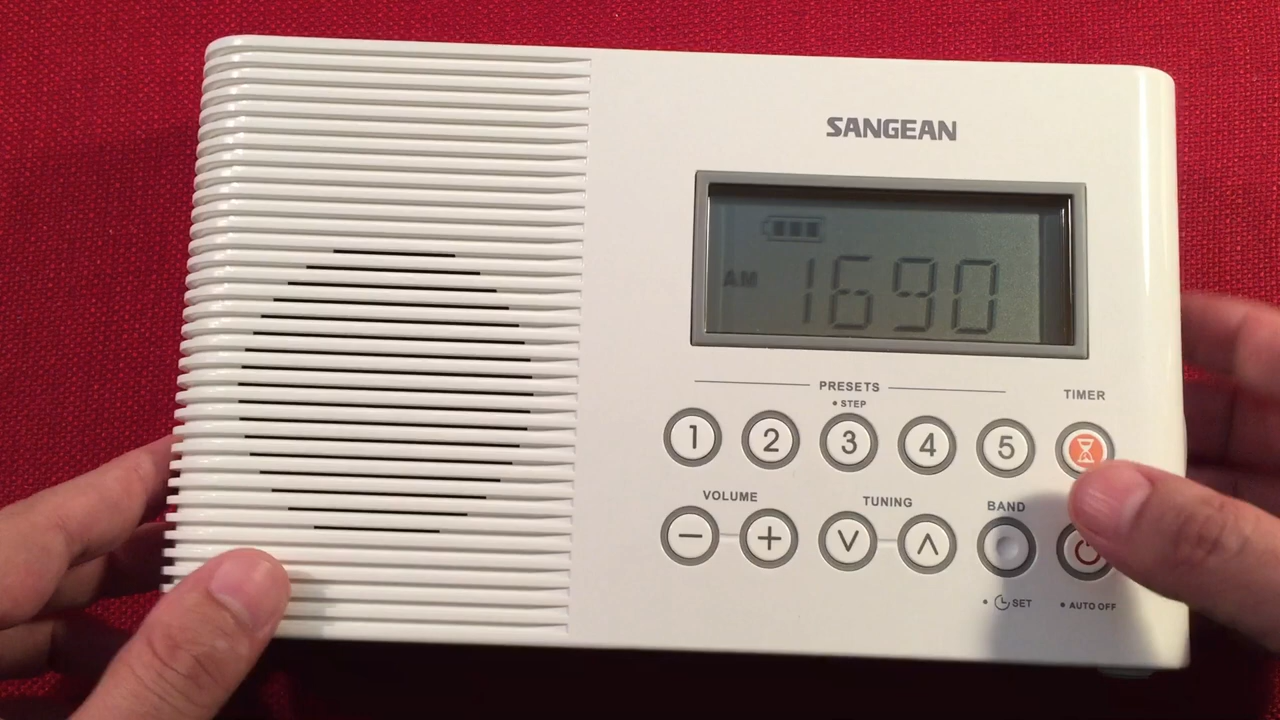 SANGEAN
AM 1690
PRESETS
• STEP
TIMER
1 2 3 4 5
VOLUME TUNING BAND
− + ∨ ∧
• SET • AUTO OFF